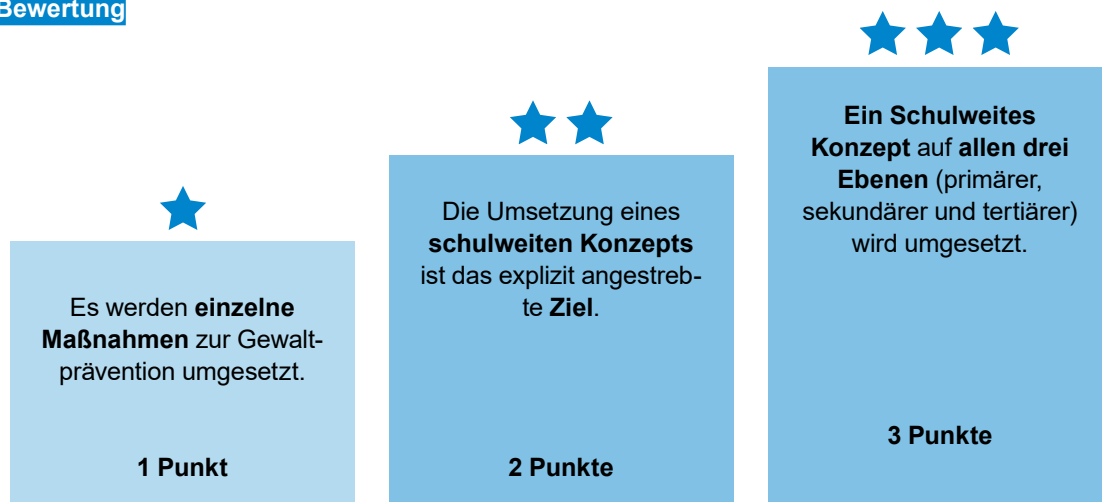 Bewertung
Es werden einzelne
Maßnahmen zur Gewalt-
prävention umgesetzt.
1 Punkt
Die Umsetzung eines
schulweiten Konzepts
ist das explizit angestreb-
te Ziel.
2 Punkte
Ein Schulweites
Konzept auf allen drei
Ebenen (primärer,
sekundärer und tertiärer)
wird umgesetzt.
3 Punkte